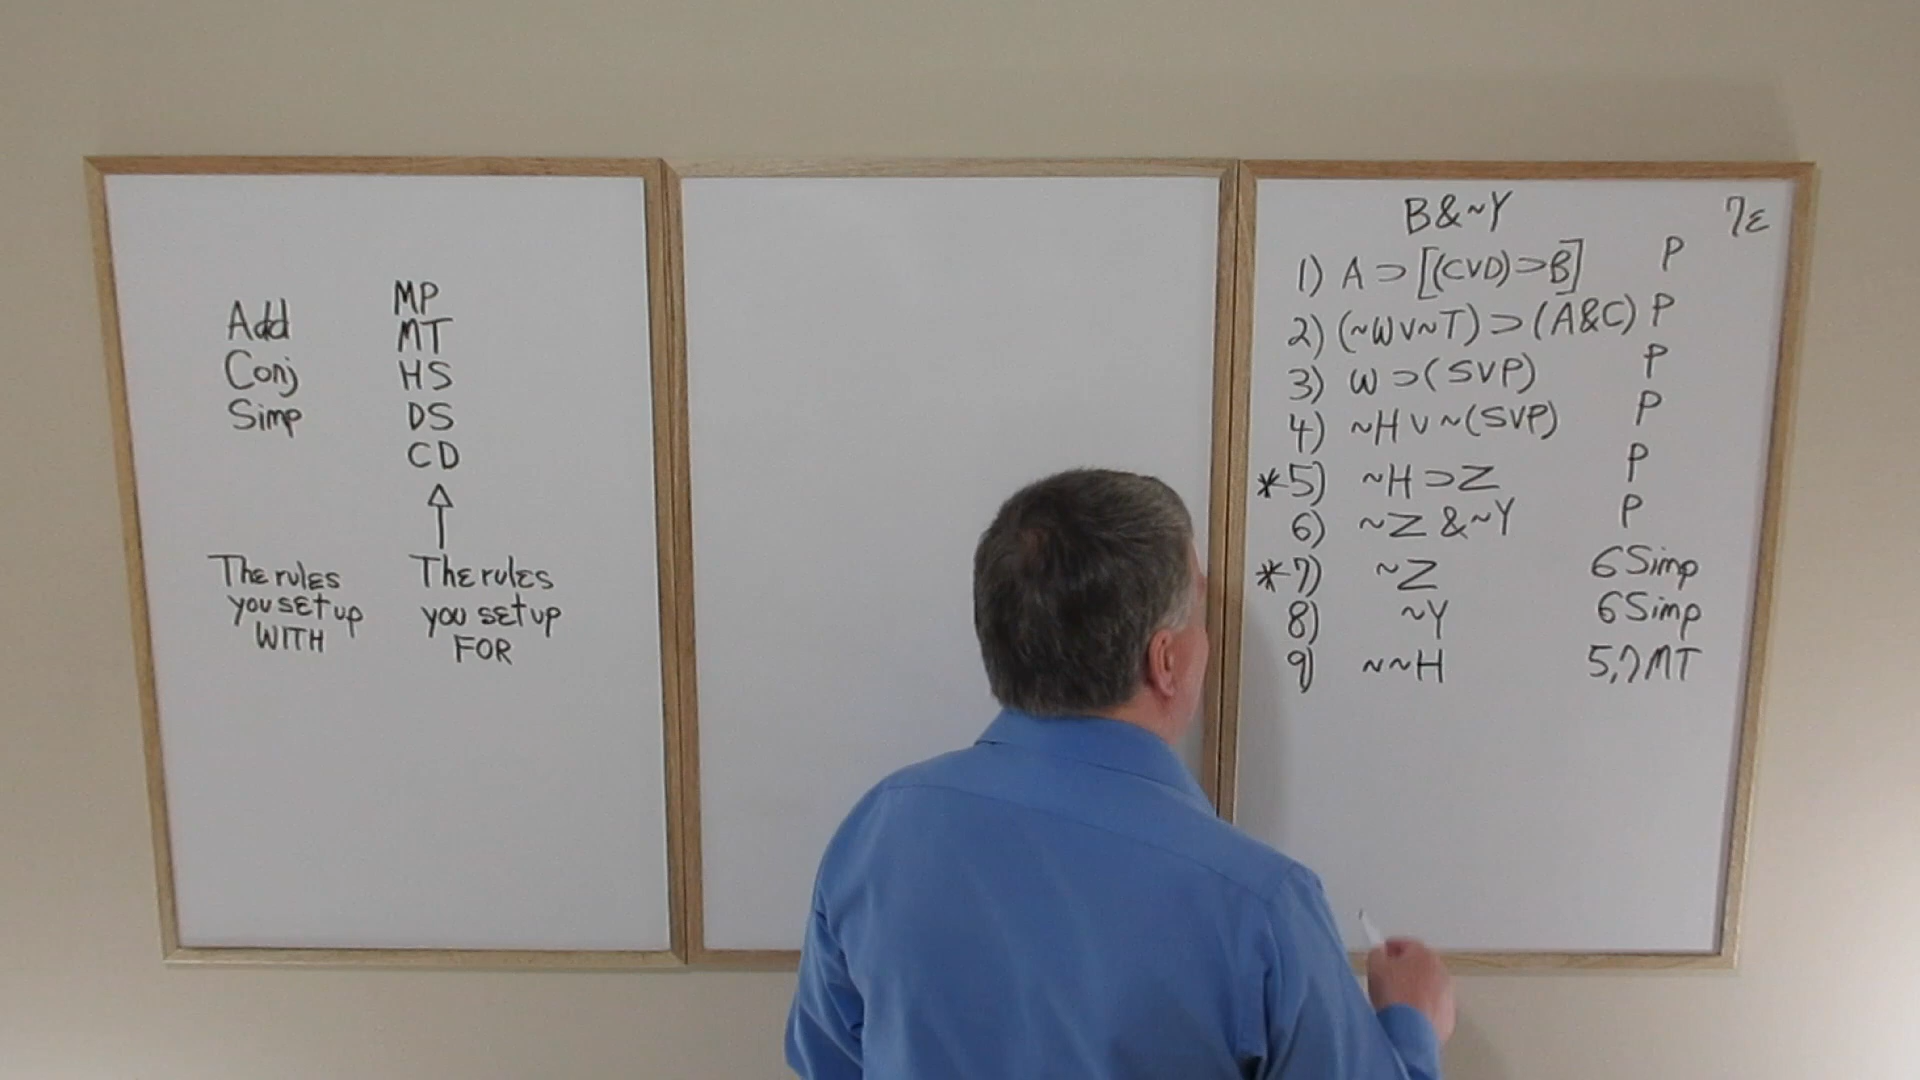 Add
Conj
Simp
MP
MT
HS
DS
CD
The rules
you set up
WITH
The rules
you set up
FOR
B&~Y
7ε
1) A ⊃ [(CVD)⊃B] P
2) (~WV~T) ⊃ (A&C) P
3) W ⊃ (SVP) P
4) ~H V ~(SVP) P
*5) ~H ⊃ Z P
6) ~Z & ~Y P
*7) ~Z 6 Simp
8) ~Y 6 Simp
9) ~~H 5,7 MT